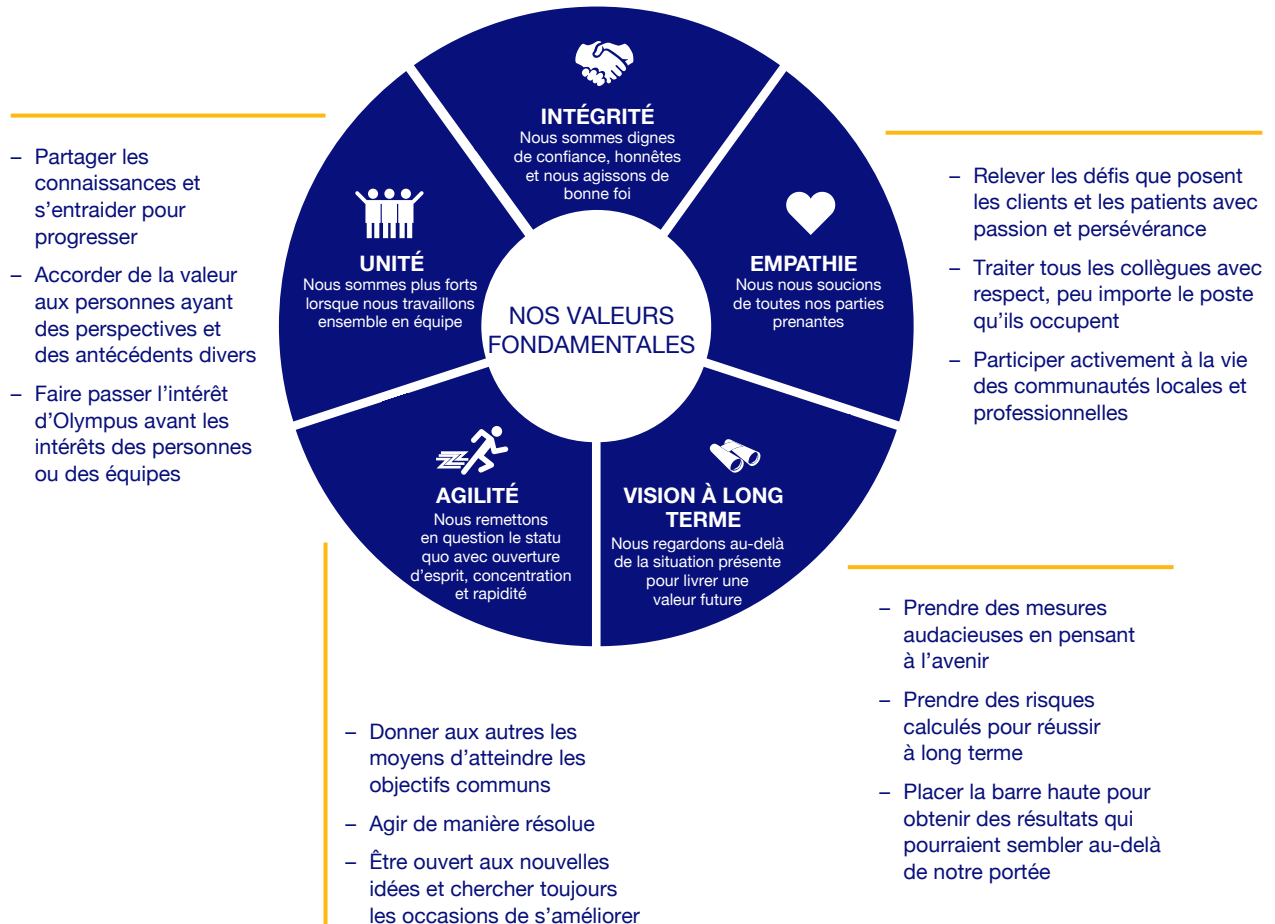 INTÉGRITÉ
Nous sommes dignes
de confiance, honnêtes
et nous agissons de
bonne foi
– Partager les
connaissances et
s’entraider pour
progresser
– Accorder de la valeur
aux personnes ayant
des perspectives et
des antécédents divers
– Faire passer l’intérêt
d’Olympus avant les
intérêts des personnes
ou des équipes
UNITÉ
Nous sommes plus forts
lorsque nous travaillons
ensemble en équipe
NOS VALEURS
FONDAMENTALES
EMPATHIE
Nous nous soucions
de toutes nos parties
prenantes
– Relever les défis que posent
les clients et les patients avec
passion et persévérance
– Traiter tous les collègues avec
respect, peu importe le poste
qu’ils occupent
– Participer activement à la vie
des communautés locales et
professionnelles
AGILITÉ
Nous remettons
en question le statu
quo avec ouverture
d’esprit, concentration
et rapidité
VISION À LONG
TERME
Nous regardons au-delà
de la situation présente
pour livrer une
valeur future
– Donner aux autres les
moyens d’atteindre les
objectifs communs
– Agir de manière résolue
– Être ouvert aux nouvelles
idées et chercher toujours
les occasions de s’améliorer
– Prendre des mesures
audacieuses en pensant
à l’avenir
– Prendre des risques
calculés pour réussir
à long terme
– Placer la barre haute pour
obtenir des résultats qui
pourraient sembler au-delà
de notre portée